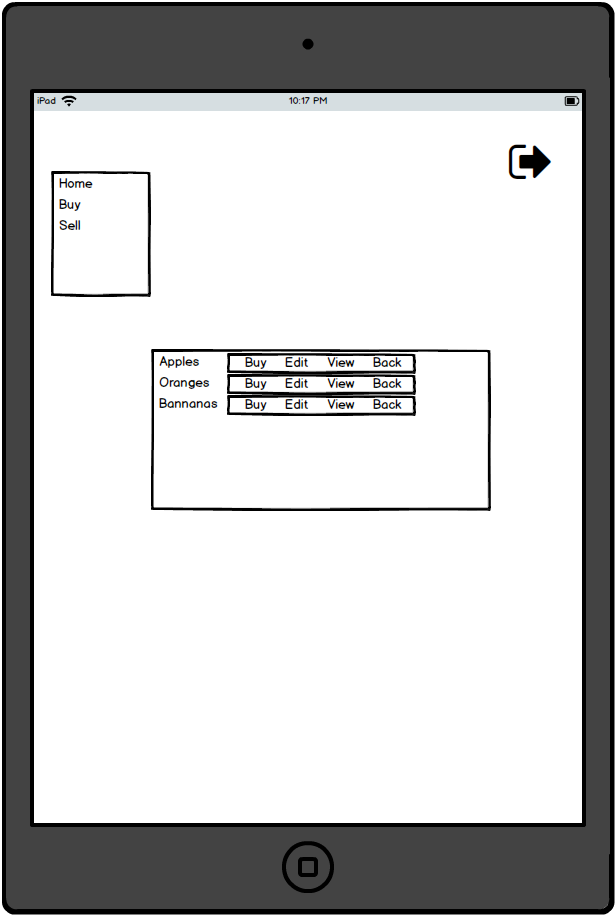 iPad 10:17 PM
Home
Buy
Sell
Apples Buy Edit View Back
Oranges Buy Edit View Back
Bannanas Buy Edit View Back